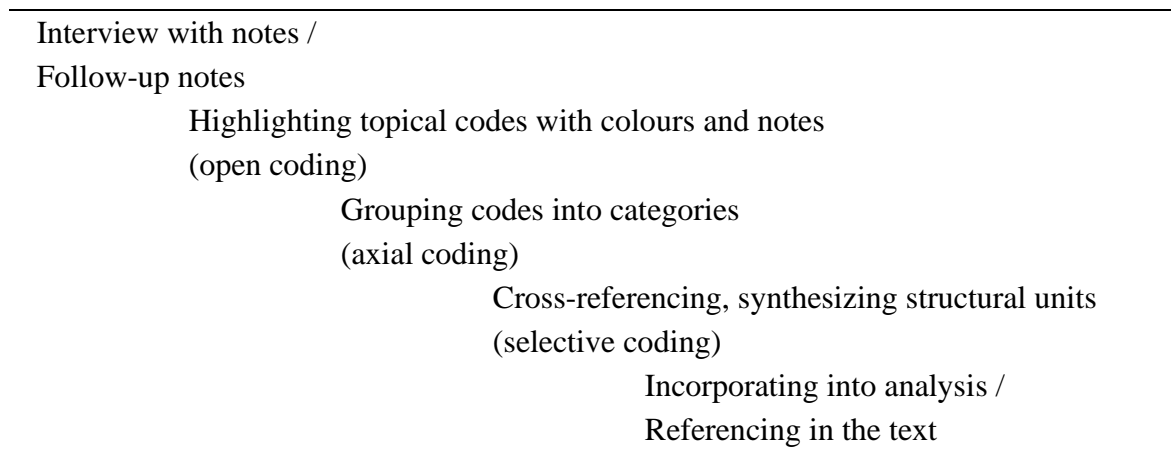 Interview with notes /
Follow-up notes
Highlighting topical codes with colours and notes
(open coding)
Grouping codes into categories
(axial coding)
Cross-referencing, synthesizing structural units
(selective coding)
Incorporating into analysis /
Referencing in the text